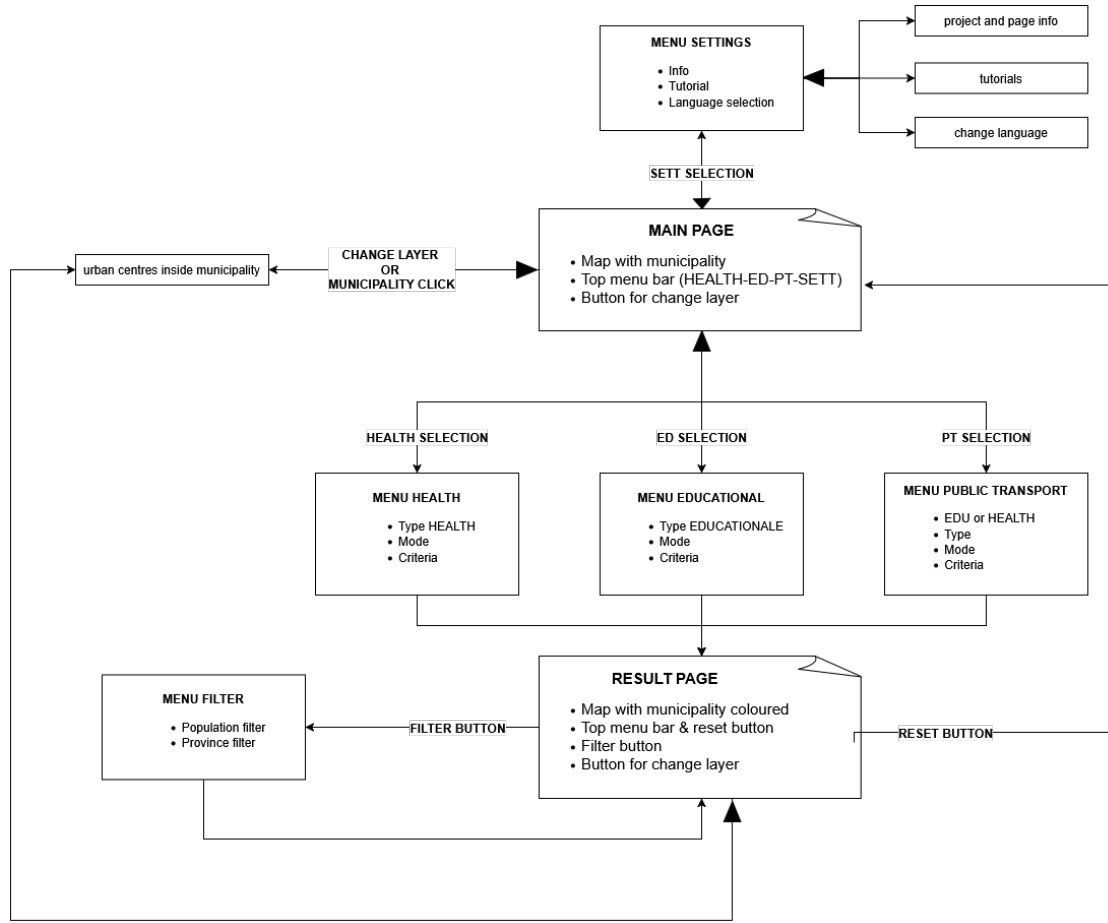 project and page info
MENU SETTINGS
• Info
• Tutorial
• Language selection
tutorials
change language
SETT SELECTION
MAIN PAGE
• Map with municipality
• Top menu bar (HEALTH-ED-PT-SETT)
• Button for change layer
urban centres inside municipality
CHANGE LAYER
OR
MUNICIPALITY CLICK
HEALTH SELECTION
ED SELECTION
PT SELECTION
MENU HEALTH
• Type HEALTH
• Mode
• Criteria
MENU EDUCATIONAL
• Type EDUCATIONALE
• Mode
• Criteria
MENU PUBLIC TRANSPORT
• EDU or HEALTH
• Type
• Mode
• Criteria
RESULT PAGE
• Map with municipality coloured
• Top menu bar & reset button
• Filter button
• Button for change layer
MENU FILTER
• Population filter
• Province filter
FILTER BUTTON
RESET BUTTON